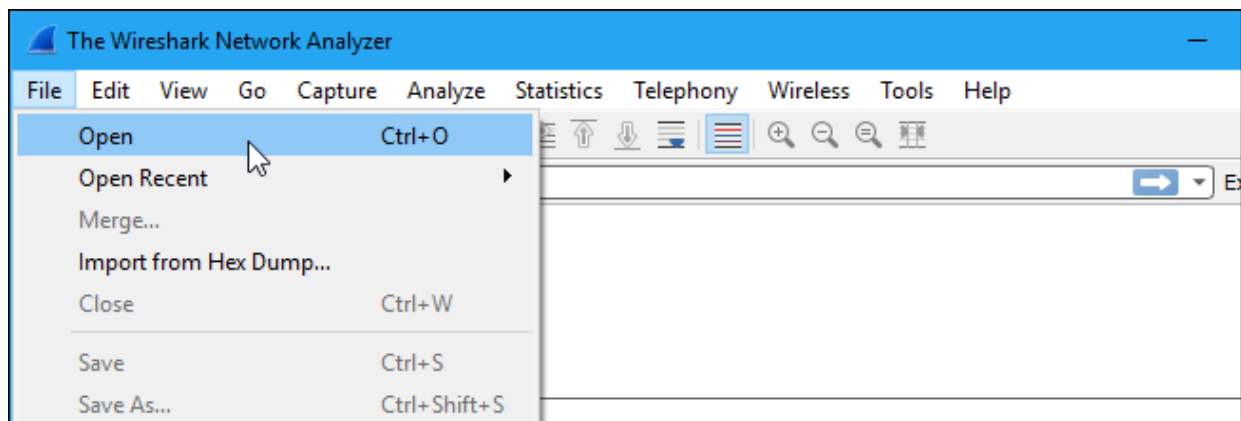 The Wireshark Network Analyzer
File Edit View Go Capture Analyze Statistics Telephony Wireless Tools Help
Open Ctrl+O
Open Recent
Merge...
Import from Hex Dump...
Close Ctrl+W
Save Ctrl+S
Save As... Ctrl+Shift+S